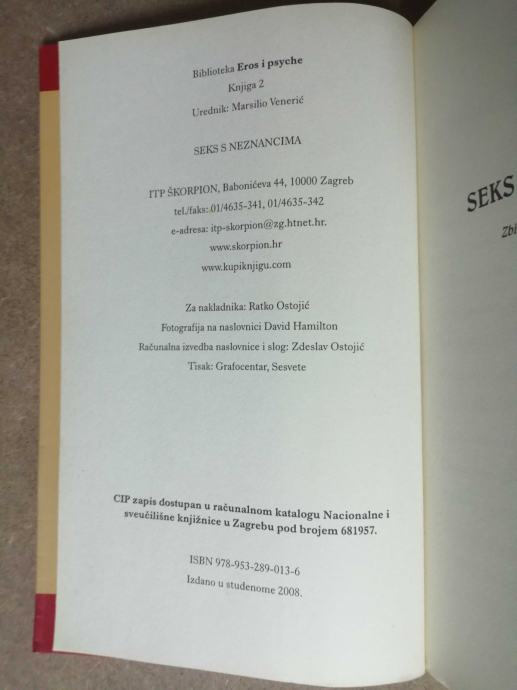 Biblioteka Eros i psyche
Knjiga 2
Urednik: Marsilio Venerić
SEKS S NEZNANCIMA
ITP ŠKORPION, Babonićeva 44, 10000 Zagreb
tel./faks: 01/4635-341, 01/4635-342
e-adresa: itp-skorpion@zg.htnet.hr.
www.skorpion.hr
www.kupiknjigu.com
Za nakladnika: Ratko Ostojić
Fotografija na naslovnici David Hamilton
Računalna izvedba naslovnice i slog: Zdeslav Ostojić
Tisak: Grafocentar, Sesvete
CIP zapis dostupan u računalnom katalogu Nacionalne i
sveučilišne knjižnice u Zagrebu pod brojem 681957.
ISBN 978-953-289-013-6
Izdano u studenome 2008.
SEKS
Zbi